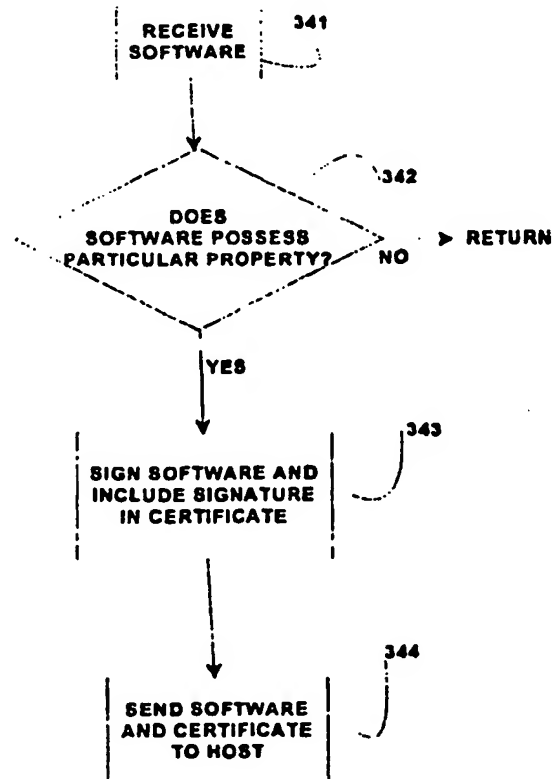 RECEIVE
SOFTWARE
341
342
DOES
SOFTWARE POSSESS
PARTICULAR PROPERTY?
NO
RETURN
YES
343
SIGN SOFTWARE AND
INCLUDE SIGNATURE
IN CERTIFICATE
344
SEND SOFTWARE
AND CERTIFICATE
TO HOST